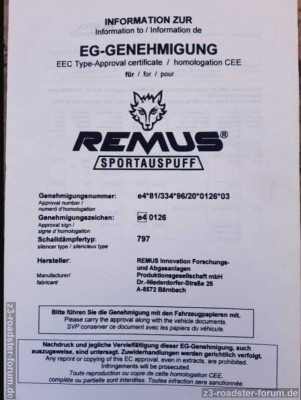 INFORMATION ZUR
Information to / Information de
EG-GENEHMIGUNG
EEC Type-Approval certificate / homologation CEE
für / for / pour
REMUS®
SPORTAUSPUFF
Genehmigungsnummer: e4*81/334*96/20*0126*03
Approval number /
numéro d'homologation
Genehmigungszeichen: e4 0126
Approval sign /
signe d'homologation
Schalldämpfertyp: 797
silencer type / silencieux type
Hersteller: REMUS Innovation Forschungs-
und Abgasanlagen
Manufacturer/ Produktionsgesellschaft mbH
fabricant Dr.-Niederdorfer-Straße 25
A-8572 Bärnbach
Bitte führen Sie die Genehmigung mit den Fahrzeugpapieren mit.
Please carry the approval along with the vehicle documents.
SVP conserver ce document avec les papiers du véhicule.
Nachdruck und jegliche Vervielfältigung dieser EG-Genehmigung, auch
auszugsweise, sind untersagt. Zuwiderhandlungen werden gerichtlich verfolgt.
Any reprint or copying of this EEC approval, even in extracts, are prohibited.
Infringements will be prosecuted.
Toute reproduction ou copie de cette homologation CEE,
complète ou partielle sont interdites. Toutes infraction sera sanctionnée.
z3-roadster-forum.de
z3-roadster-forum.de